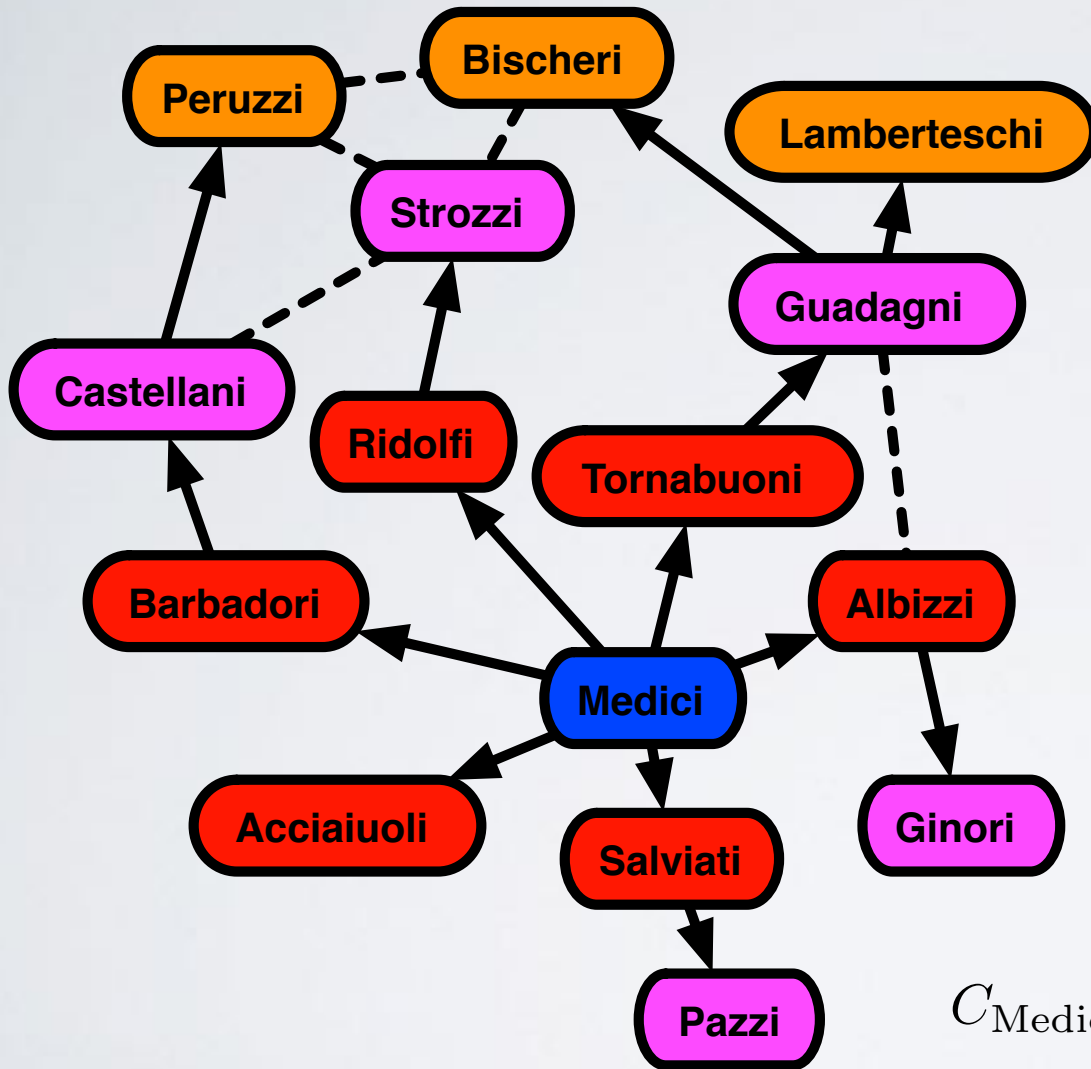 Bischeri
Peruzzi
Lamberteschi
Strozzi
Guadagni
Castellani
Ridolfi
Tornabuoni
Barbadori
Albizzi
Medici
Acciaiuoli
Salviati
Ginori
Pazzi
C